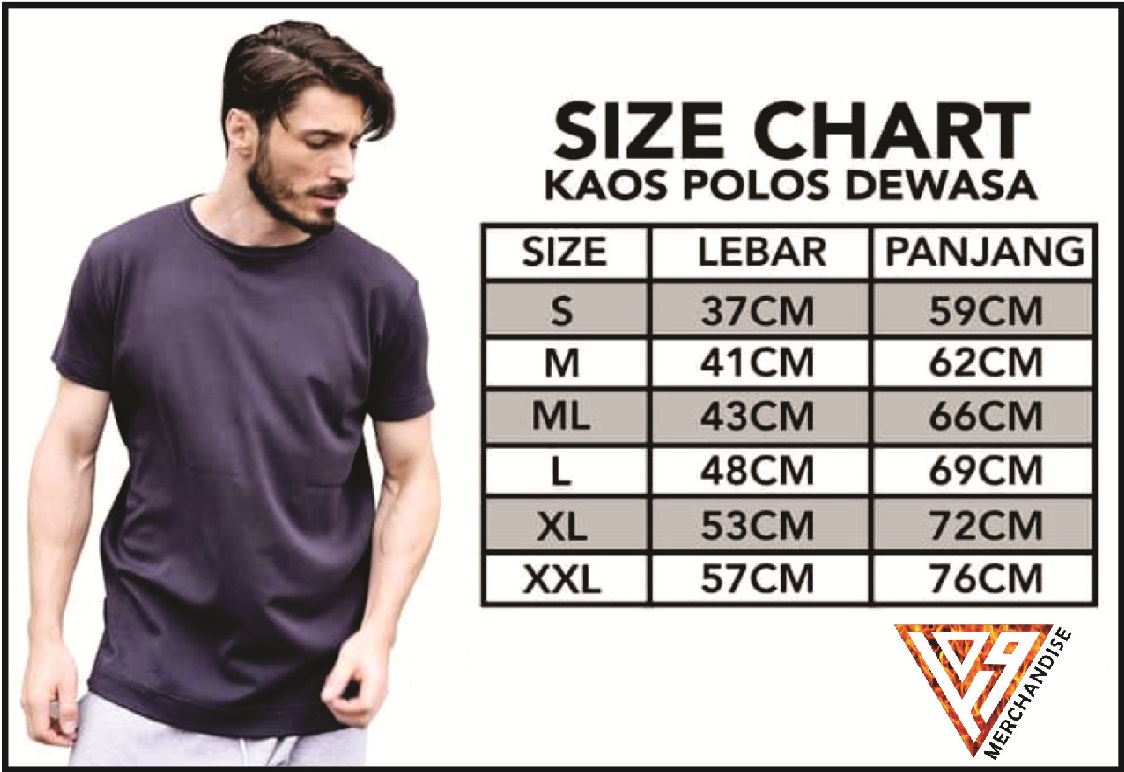 SIZE CHART
KAOS POLOS DEWASA
SIZE LEBAR PANJANG
S 37CM 59CM
M 41CM 62CM
ML 43CM 66CM
L 48CM 69CM
XL 53CM 72CM
XXL 57CM 76CM
MERCHANDISE